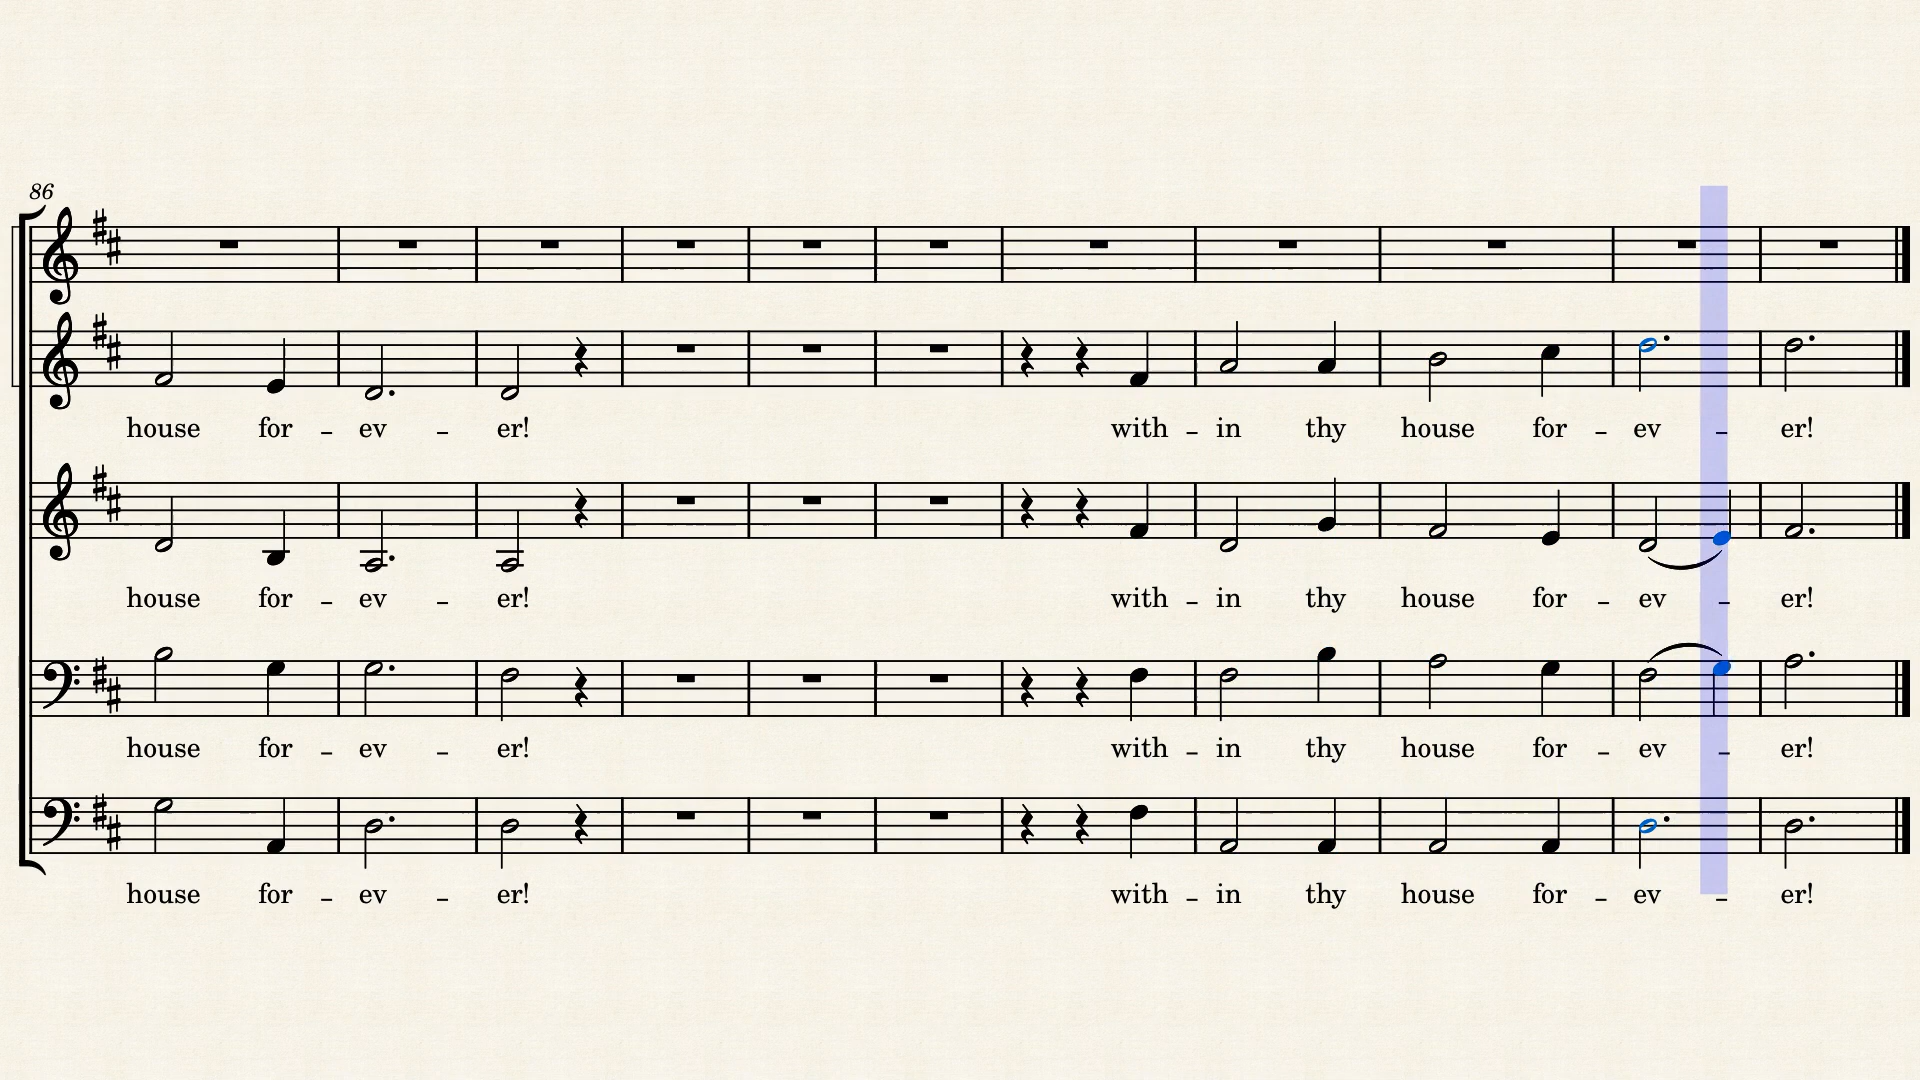 86
house for – ev – er! with – in thy house for – ev – er!
house for – ev – er! with – in thy house for – ev – er!
house for – ev – er! with – in thy house for – ev – er!
house for – ev – er! with – in thy house for – ev – er!